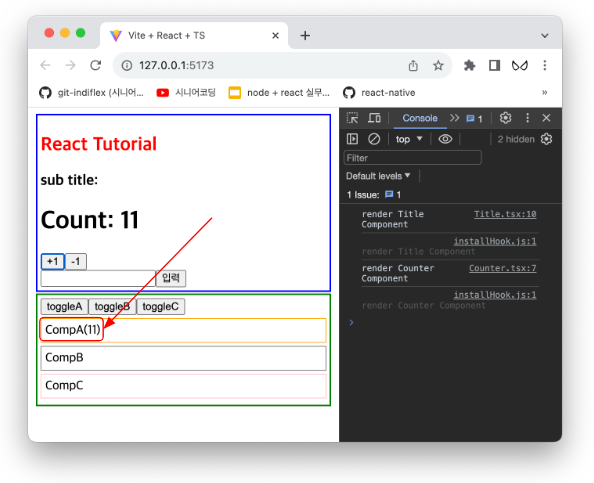 Vite + React + TS
127.0.0.1:5173
git-indiflex (시니어...
시니어코딩
node + react 실무...
react-native
»
React Tutorial
sub title:
Count: 11
+1 -1
입력
toggleA toggleB toggleC
CompA(11)
CompB
CompC
Console » 1
top 2 hidden
Filter
Default levels
1 Issue: 1
render Title Component Title.tsx:10
installHook.js:1
render Title Component
render Counter Component Counter.tsx:7
installHook.js:1
render Counter Component